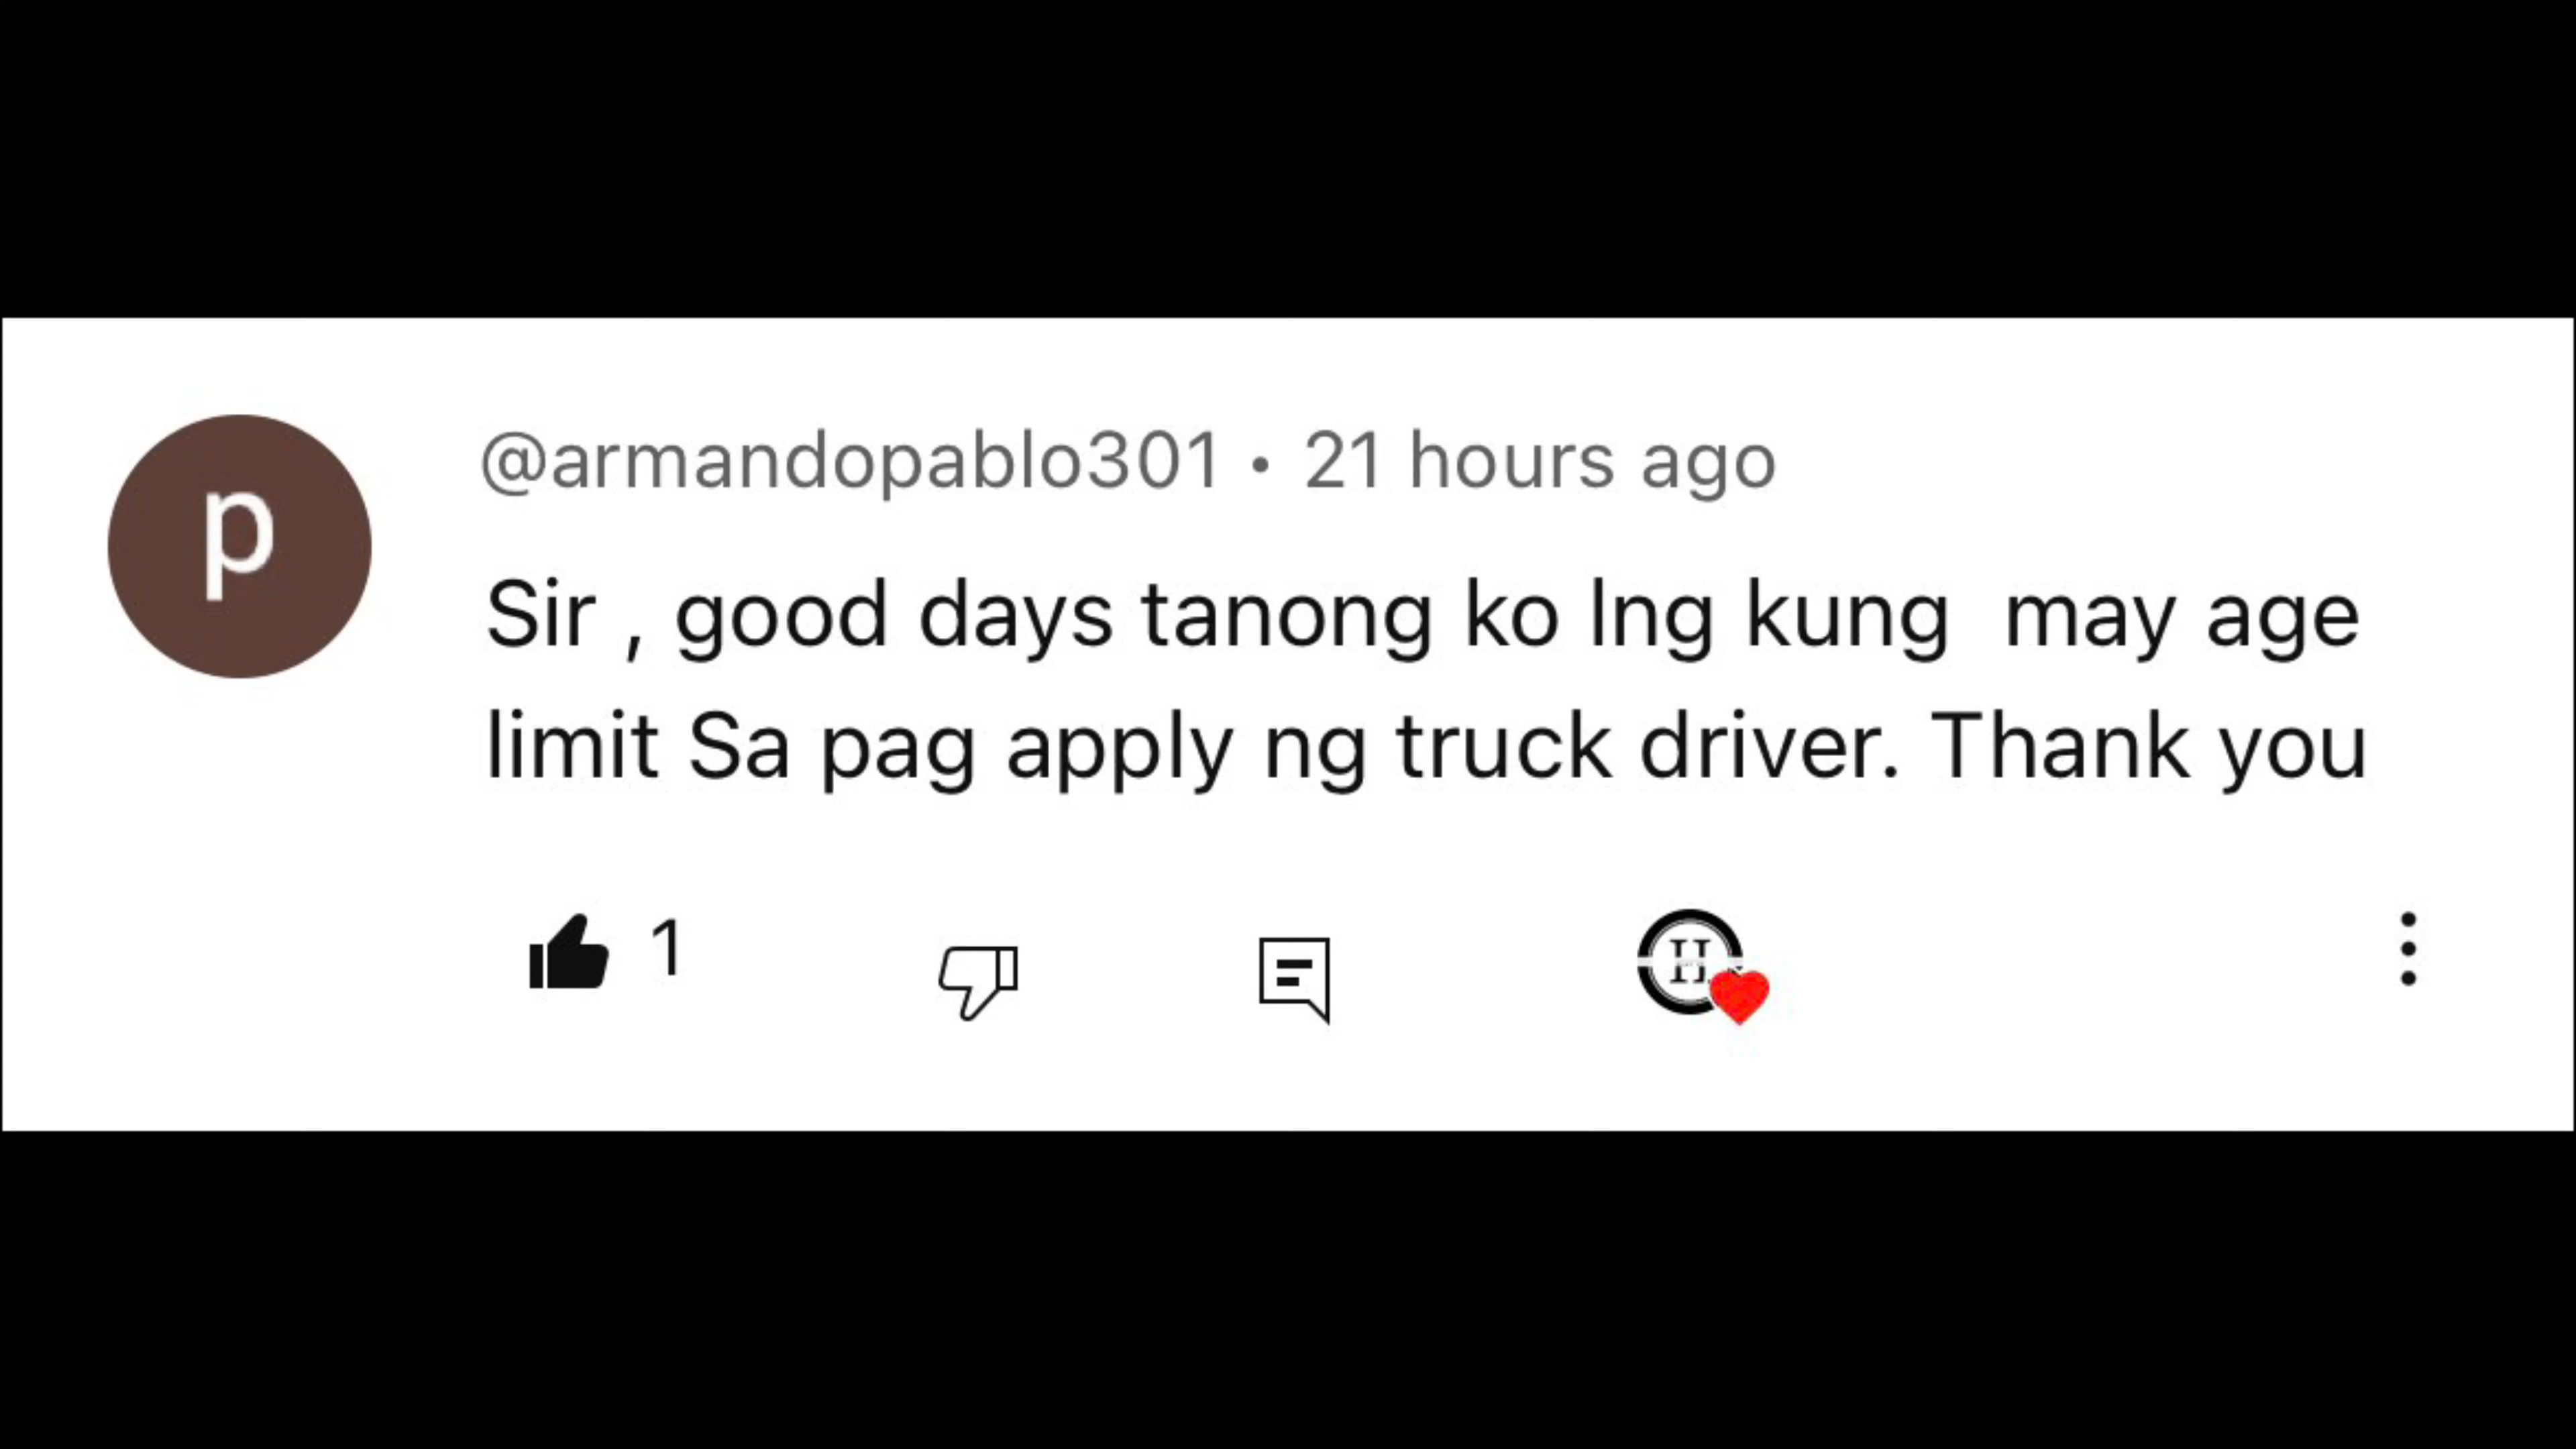 p
@armandopablo301 • 21 hours ago
Sir , good days tanong ko lng kung  may age
limit Sa pag apply ng truck driver. Thank you
1
H